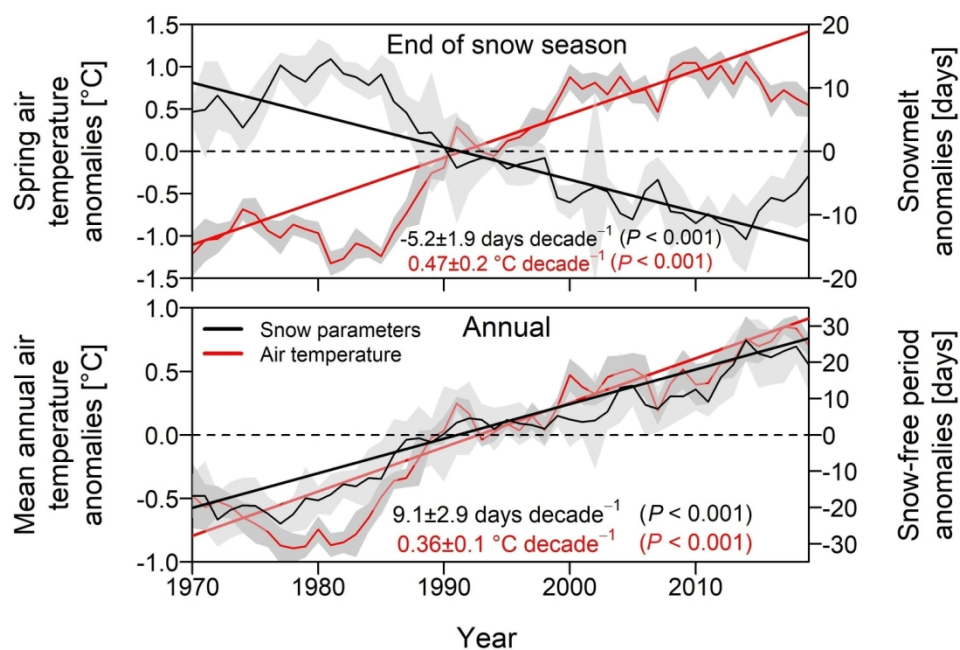 End of snow season
Spring air
temperature
anomalies [°C]
1.5
1.0
0.5
0.0
-0.5
-1.0
-1.5
20
10
0
-10
-20
Snowmelt
anomalies [days]
-5.2±1.9 days decade⁻¹ (P < 0.001)
0.47±0.2 °C decade⁻¹ (P < 0.001)
Annual
Snow parameters
Air temperature
Mean annual air
temperature
anomalies [°C]
1.0
0.5
0.0
-0.5
-1.0
30
20
10
0
-10
-20
-30
Snow-free period
anomalies [days]
9.1±2.9 days decade⁻¹ (P < 0.001)
0.36±0.1 °C decade⁻¹ (P < 0.001)
1970 1980 1990 2000 2010
Year